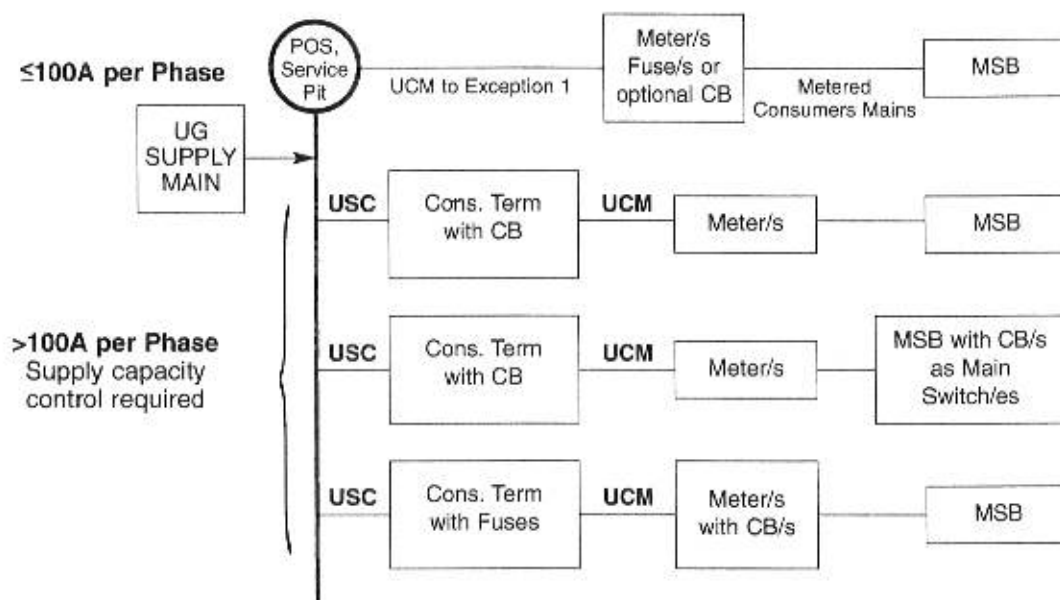 ≤100A per Phase
POS,
Service
Pit
UCM to Exception 1
Meter/s
Fuse/s or
optional CB
Metered
Consumers Mains
MSB
UG
SUPPLY
MAIN
USC
Cons. Term
with CB
UCM
Meter/s
MSB
>100A per Phase
Supply capacity
control required
USC
Cons. Term
with CB
UCM
Meter/s
MSB with CB/s
as Main
Switch/es
USC
Cons. Term
with Fuses
UCM
Meter/s
with CB/s
MSB